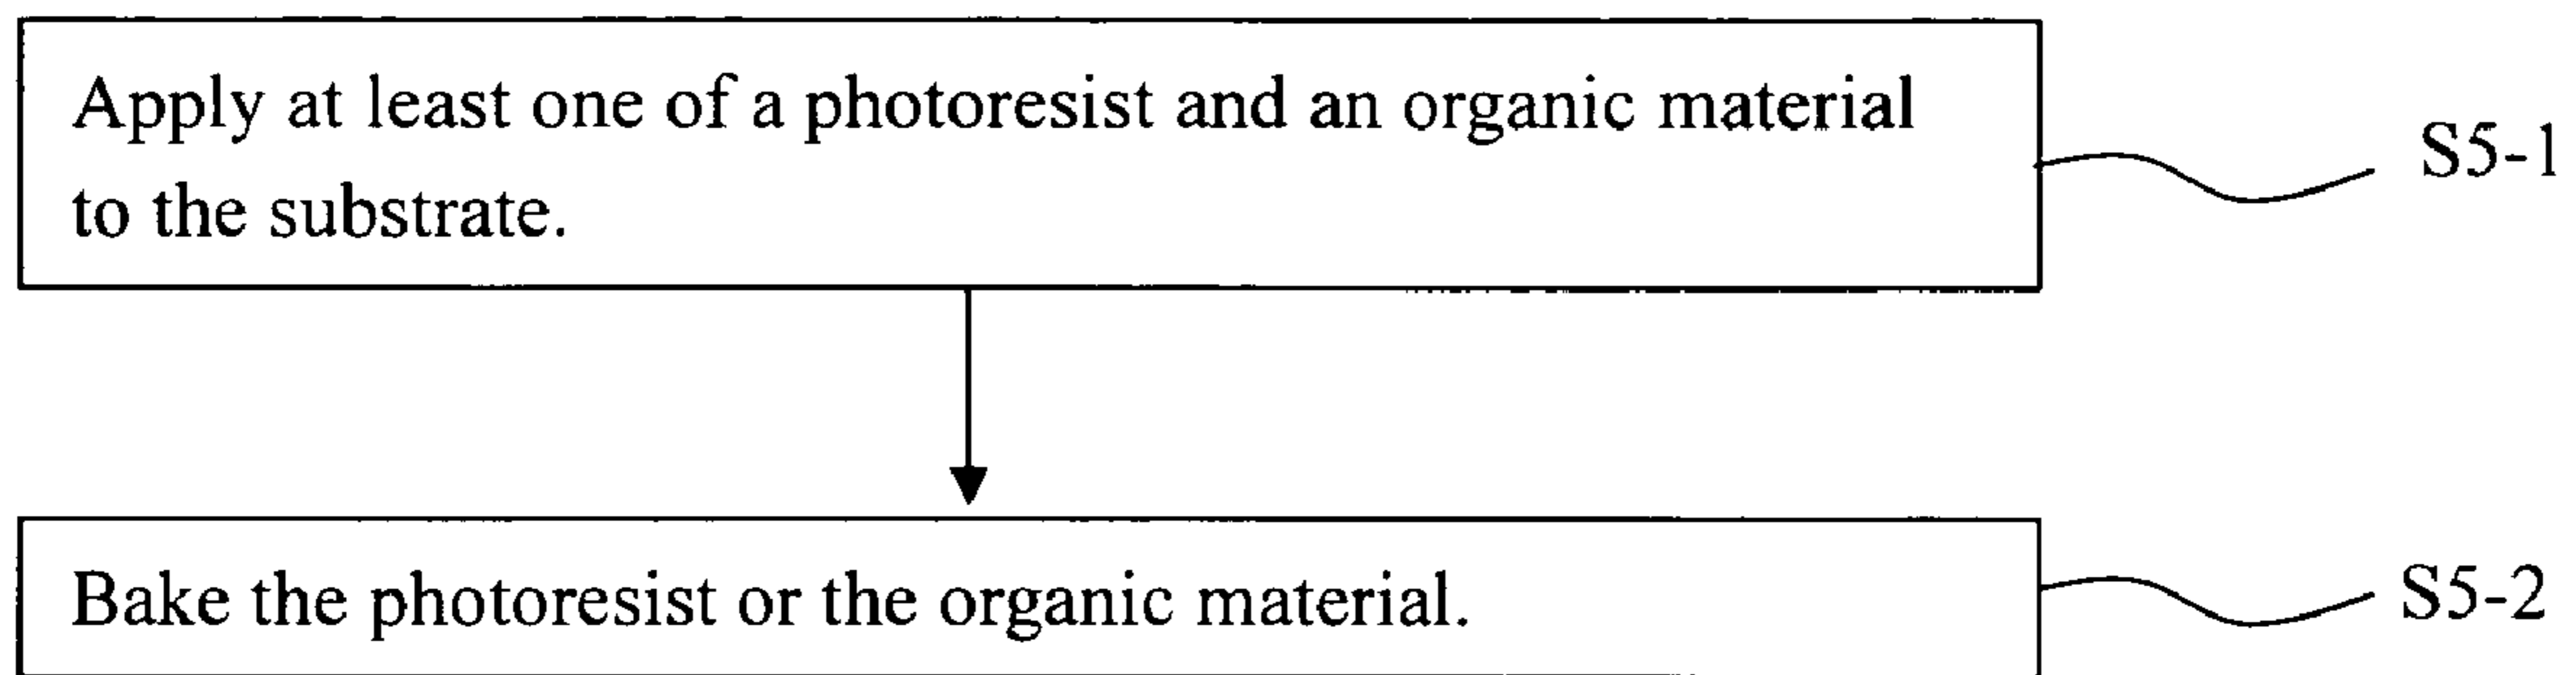 Apply at least one of a photoresist and an organic material
to the substrate.
S5-1
Bake the photoresist or the organic material.
S5-2